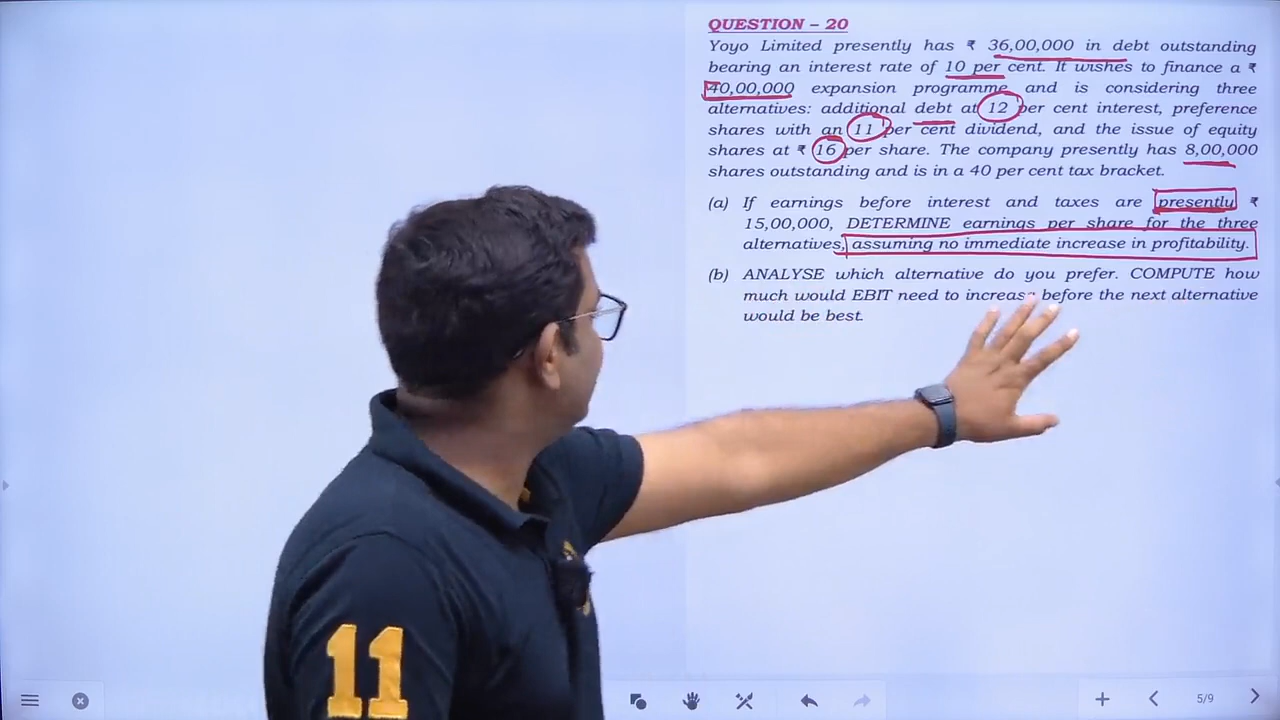 QUESTION – 20
Yoyo Limited presently has ₹ 36,00,000 in debt outstanding
bearing an interest rate of 10 per cent. It wishes to finance a ₹
40,00,000 expansion programme and is considering three
alternatives: additional debt at 12 per cent interest, preference
shares with an 11 per cent dividend, and the issue of equity
shares at ₹ 16 per share. The company presently has 8,00,000
shares outstanding and is in a 40 per cent tax bracket.
(a) If earnings before interest and taxes are presently ₹
15,00,000, DETERMINE earnings per share for the three
alternatives, assuming no immediate increase in profitability.
(b) ANALYSE which alternative do you prefer. COMPUTE how
much would EBIT need to increase before the next alternative
would be best.
11
5/9